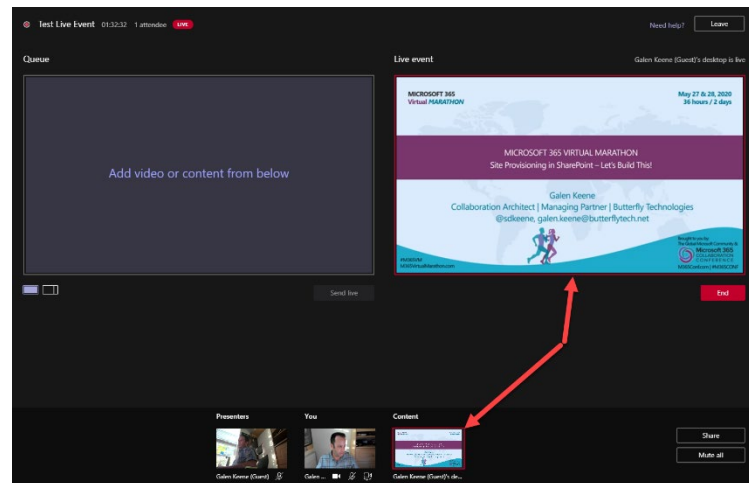 Test Live Event 01:32:32 1 attendee LIVE
Need help? Leave
Queue
Live event
Galen Keene (Guest)'s desktop is live
Add video or content from below
MICROSOFT 365
Virtual MARATHON
May 27 & 28, 2020
36 hours / 2 days
MICROSOFT 365 VIRTUAL MARATHON
Site Provisioning in SharePoint – Let's Build This!
Galen Keene
Collaboration Architect | Managing Partner | Butterfly Technologies
@sdkeene, galen.keene@butterflytech.net
Microsoft 365
COLLABORATION
CONFERENCE
M365VirtualMarathon.com
Send live
End
Presenters
You
Content
Galen Keene (Guest)
Galen ...
Galen Keene (Guest)'s de...
Share
Mute all